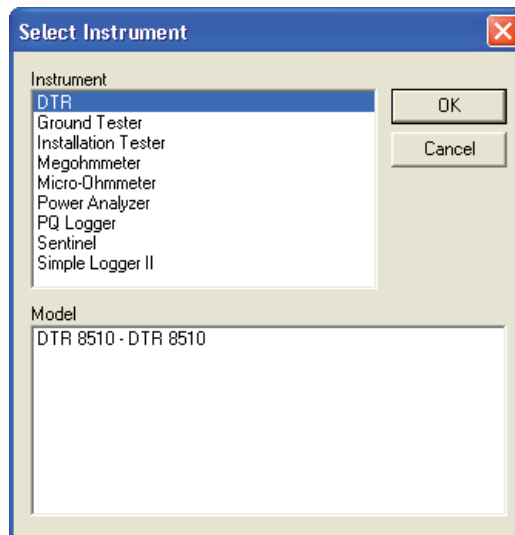 Select Instrument
Instrument
DTR
Ground Tester
Installation Tester
Megohmmeter
Micro-Ohmmeter
Power Analyzer
PQ Logger
Sentinel
Simple Logger II
OK
Cancel
Model
DTR 8510 - DTR 8510